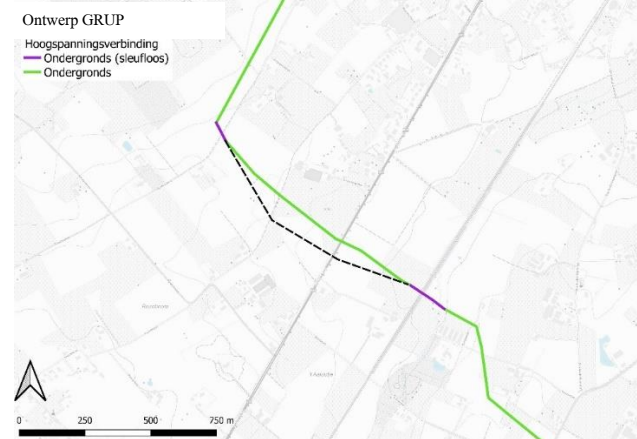 Ontwerp GRUP
Hoogspanningsverbinding
Ondergronds (sleufloos)
Ondergronds
0 250 500 750 m